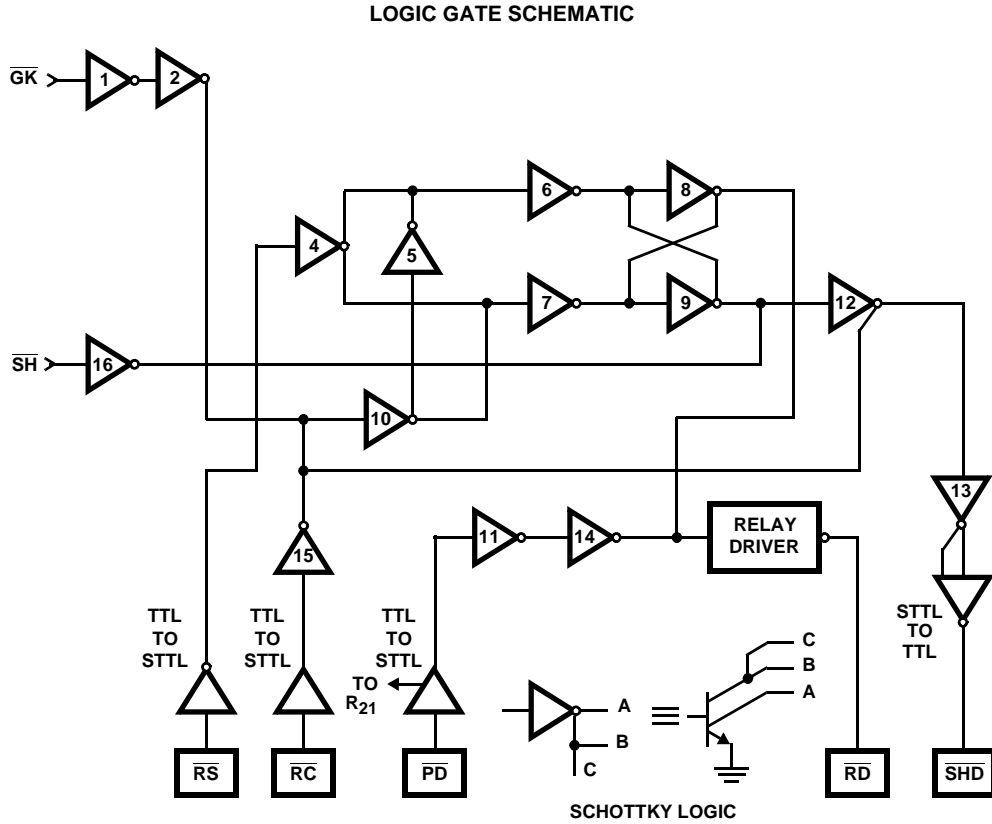 LOGIC GATE SCHEMATIC
GK
1
2
6
8
4
5
7
9
12
SH
16
10
13
11
14
RELAY
DRIVER
15
TTL
TO
STTL
TTL
TO
STTL
TTL
TO
STTL
TO
R21
STTL
TO
TTL
A
B
C
C
B
A
RS
RC
PD
RD
SHD
SCHOTTKY LOGIC